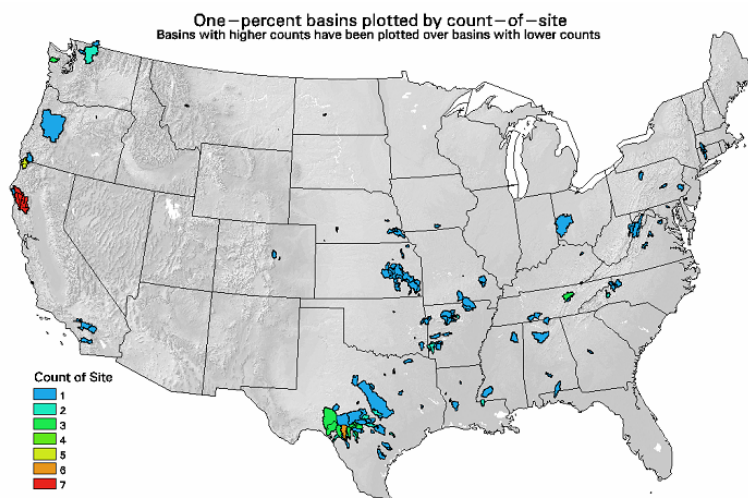 One-percent basins plotted by count-of-site
Basins with higher counts have been plotted over basins with lower counts
Count of Site
1
2
3
4
5
6
7